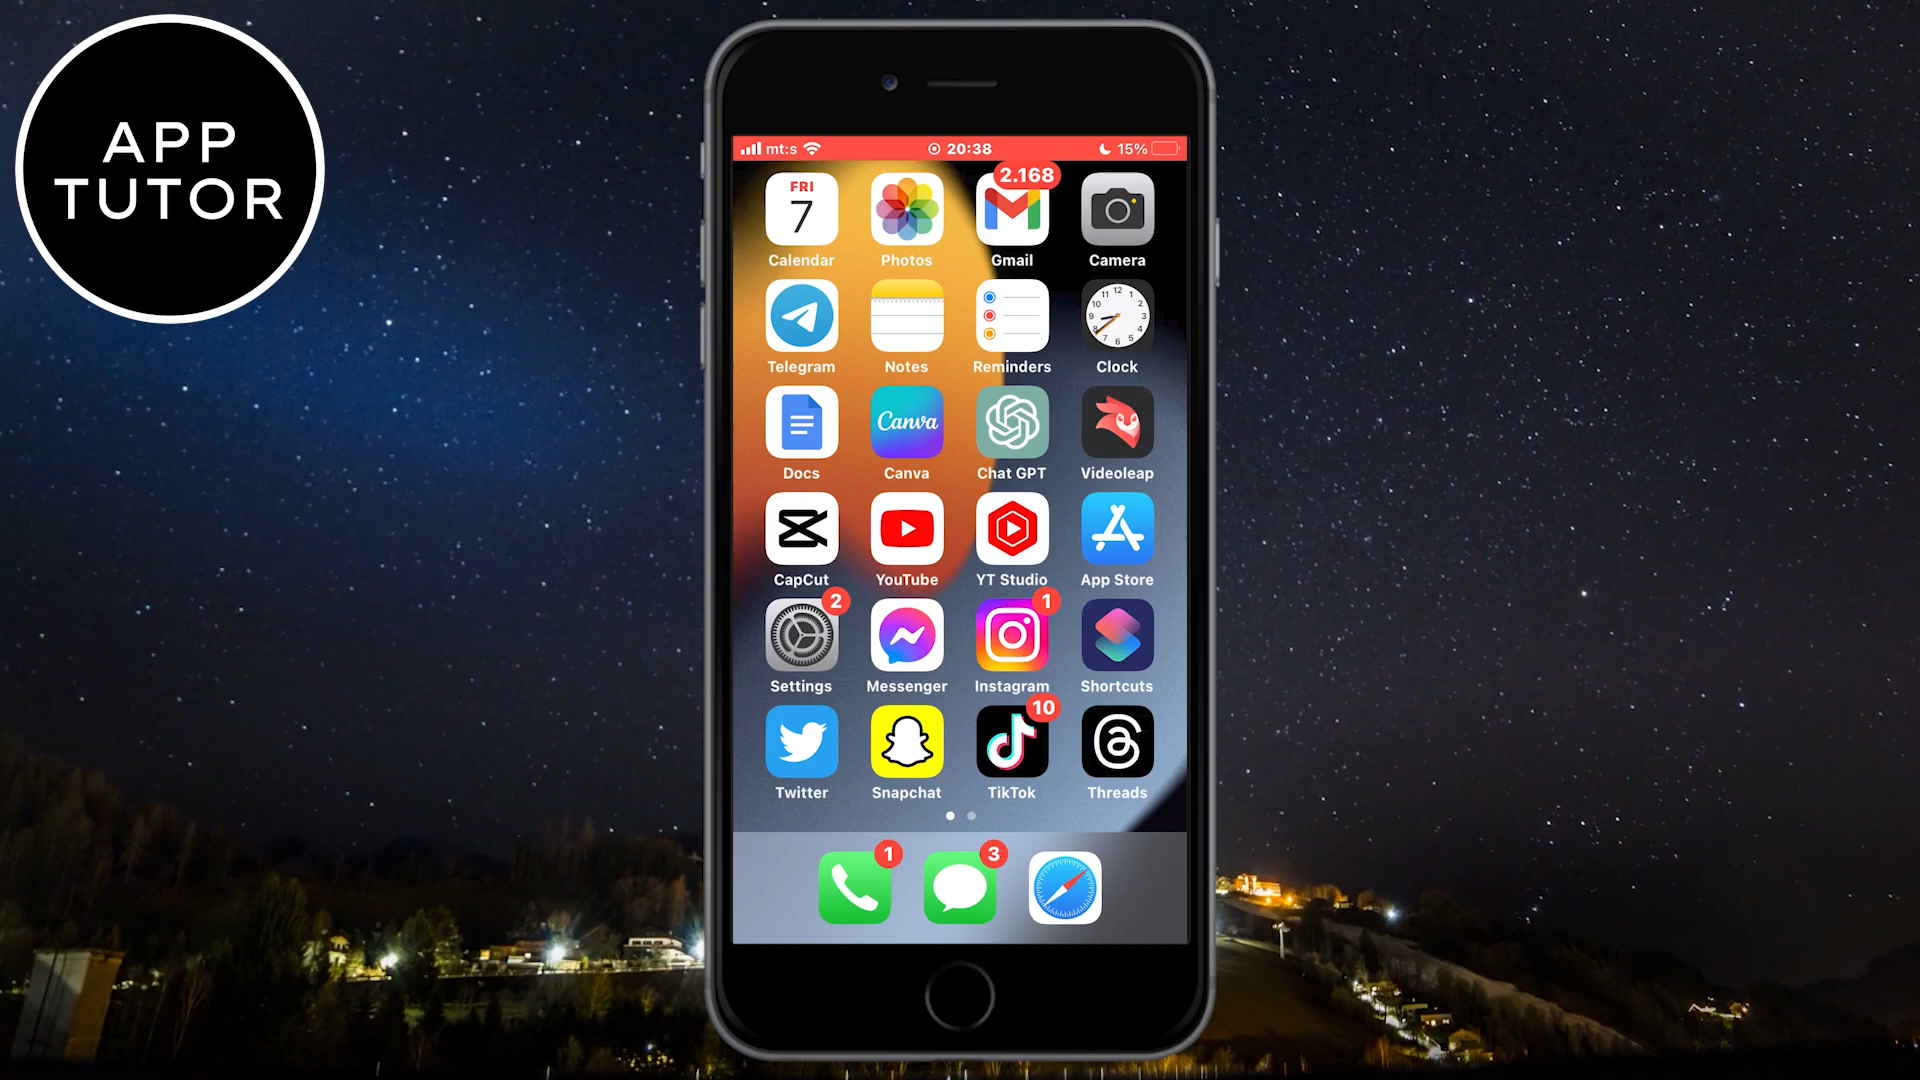 APP
TUTOR
mt:s 20:38 15%
2.168
FRI
7
Calendar Photos Gmail Camera
Telegram Notes Reminders Clock
Canva
Docs Canva Chat GPT Videoleap
CapCut YouTube YT Studio App Store
2 1
Settings Messenger Instagram Shortcuts
10
Twitter Snapchat TikTok Threads
1 3